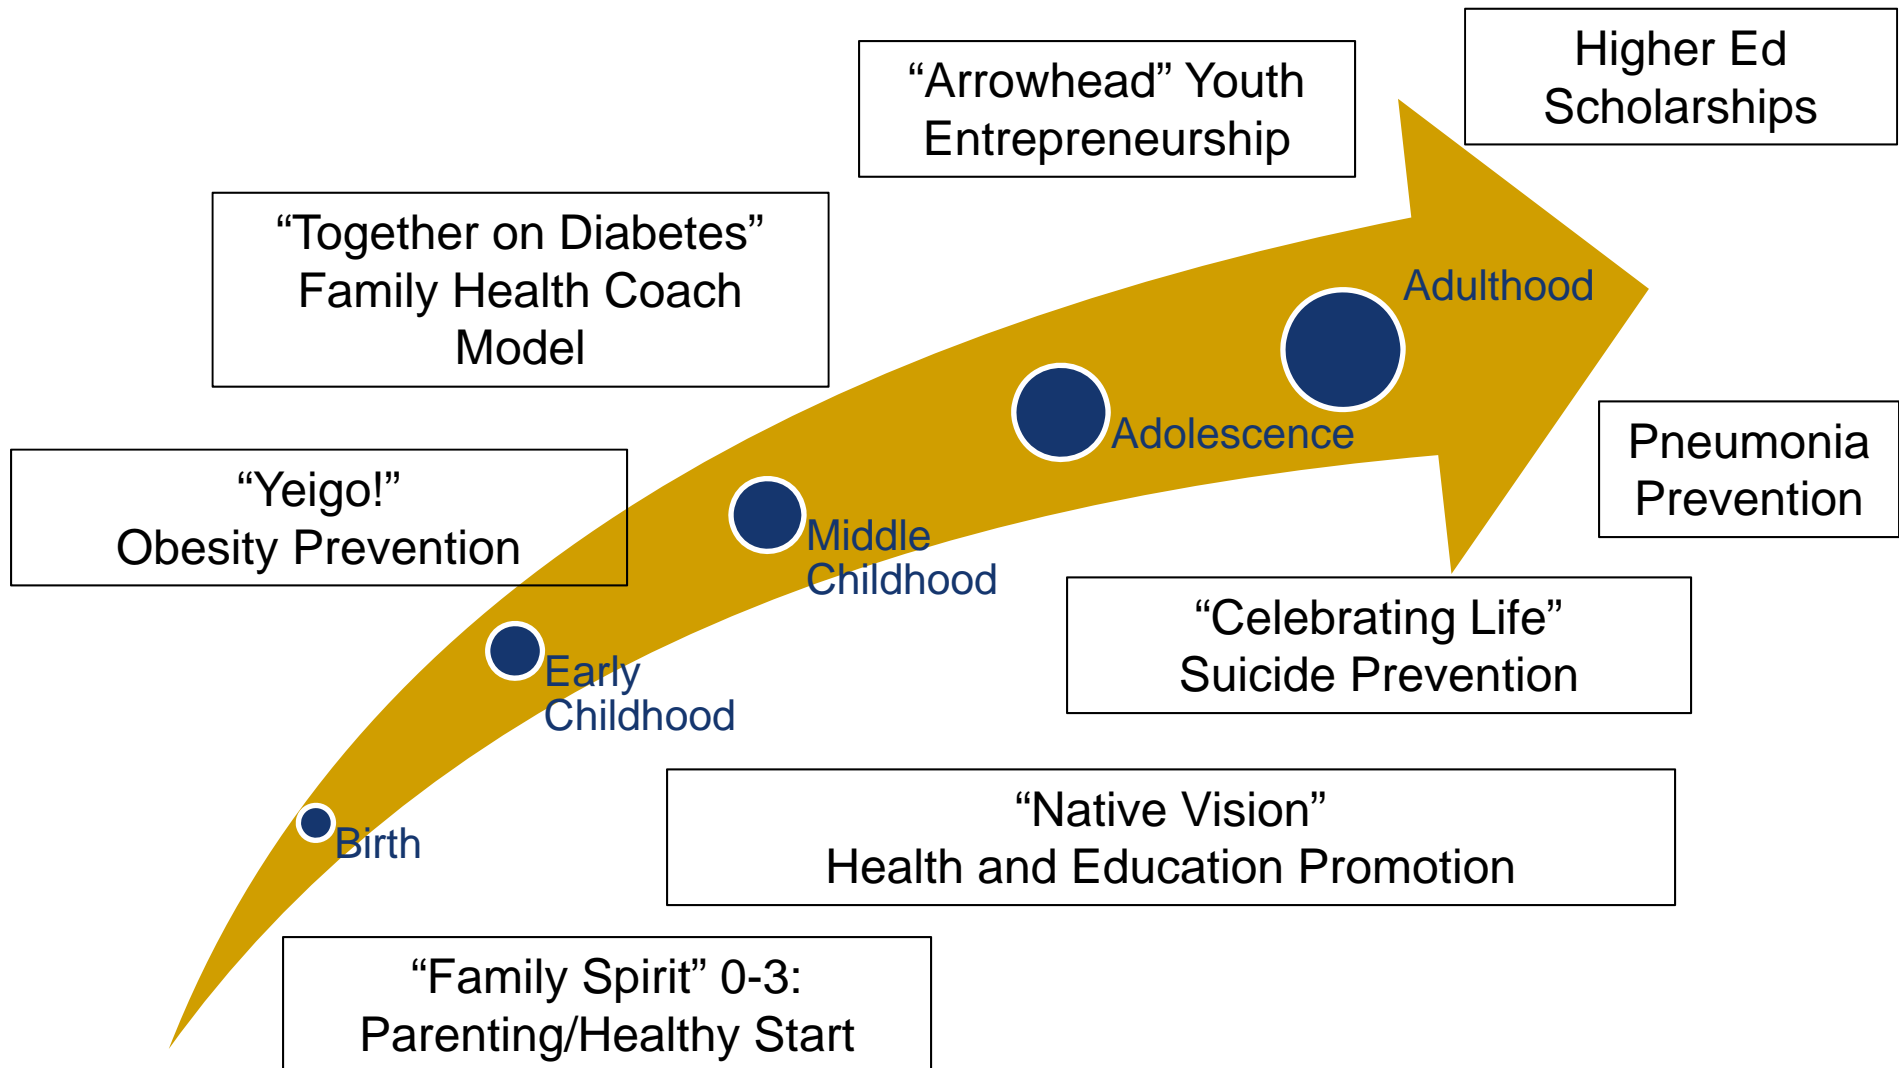 Higher Ed
Scholarships
“Arrowhead” Youth
Entrepreneurship
“Together on Diabetes”
Family Health Coach
Model
Adulthood
Adolescence
Pneumonia
Prevention
“Yeigo!”
Obesity Prevention
Middle
Childhood
“Celebrating Life”
Suicide Prevention
Early
Childhood
“Native Vision”
Health and Education Promotion
Birth
“Family Spirit” 0-3:
Parenting/Healthy Start